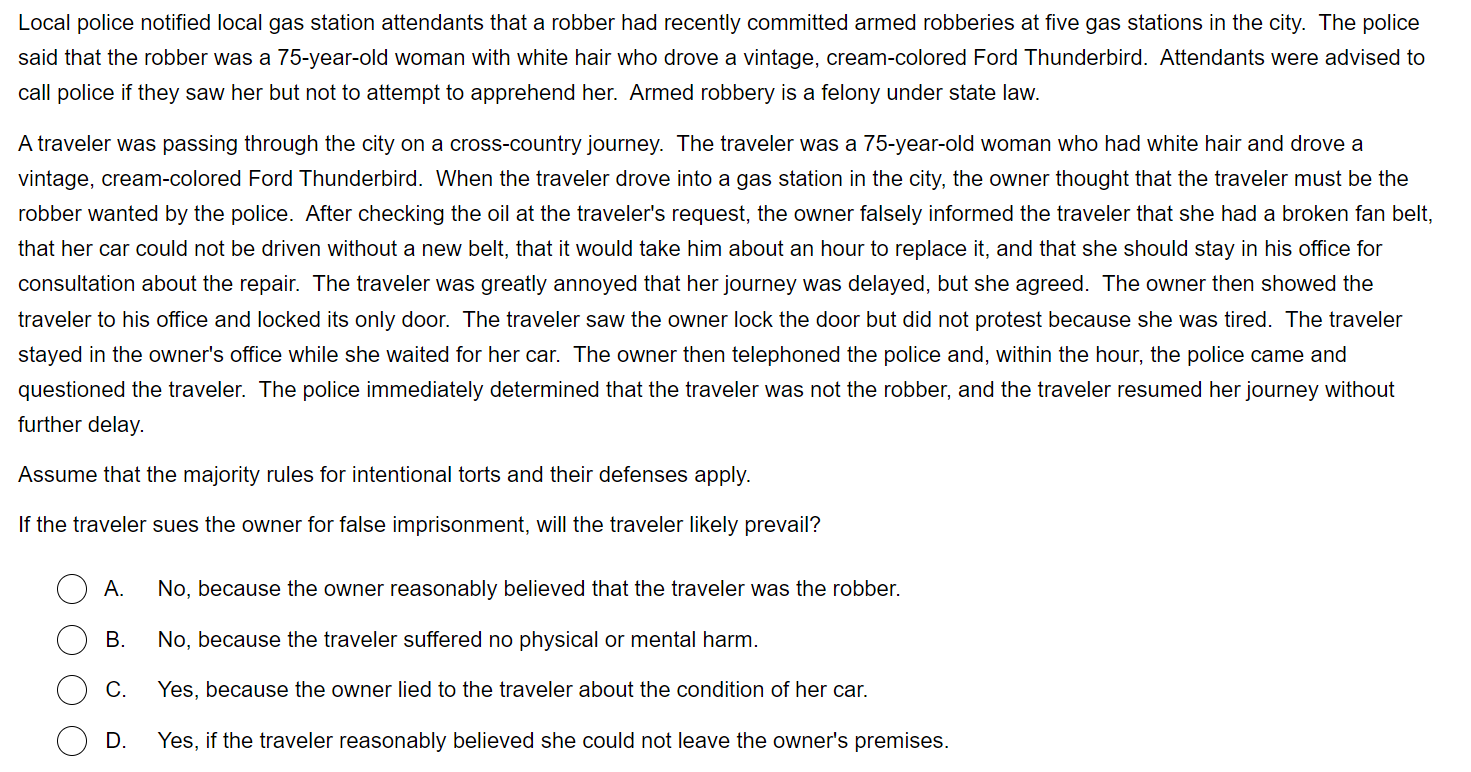 Local police notified local gas station attendants that a robber had recently committed armed robberies at five gas stations in the city.  The police
said that the robber was a 75-year-old woman with white hair who drove a vintage, cream-colored Ford Thunderbird.  Attendants were advised to
call police if they saw her but not to attempt to apprehend her.  Armed robbery is a felony under state law.
A traveler was passing through the city on a cross-country journey.  The traveler was a 75-year-old woman who had white hair and drove a
vintage, cream-colored Ford Thunderbird.  When the traveler drove into a gas station in the city, the owner thought that the traveler must be the
robber wanted by the police.  After checking the oil at the traveler's request, the owner falsely informed the traveler that she had a broken fan belt,
that her car could not be driven without a new belt, that it would take him about an hour to replace it, and that she should stay in his office for
consultation about the repair.  The traveler was greatly annoyed that her journey was delayed, but she agreed.  The owner then showed the
traveler to his office and locked its only door.  The traveler saw the owner lock the door but did not protest because she was tired.  The traveler
stayed in the owner's office while she waited for her car.  The owner then telephoned the police and, within the hour, the police came and
questioned the traveler.  The police immediately determined that the traveler was not the robber, and the traveler resumed her journey without
further delay.
Assume that the majority rules for intentional torts and their defenses apply.
If the traveler sues the owner for false imprisonment, will the traveler likely prevail?
A. No, because the owner reasonably believed that the traveler was the robber.
B. No, because the traveler suffered no physical or mental harm.
C. Yes, because the owner lied to the traveler about the condition of her car.
D. Yes, if the traveler reasonably believed she could not leave the owner's premises.